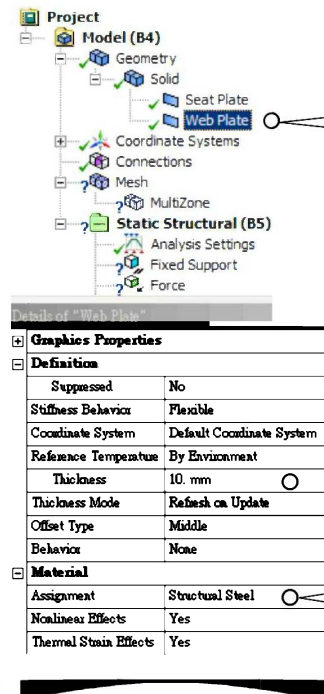 Project
Model (B4)
Geometry
Solid
Seat Plate
Web Plate
Coordinate Systems
Connections
Mesh
MultiZone
Static Structural (B5)
Analysis Settings
Fixed Support
Force
Details of "Web Plate"
Graphics Properties
Definition
Suppressed No
Stiffness Behavior Flexible
Coordinate System Default Coordinate System
Reference Temperature By Environment
Thickness 10. mm
Thickness Mode Refresh on Update
Offset Type Middle
Behavior None
Material
Assignment Structural Steel
Nonlinear Effects Yes
Thermal Strain Effects Yes